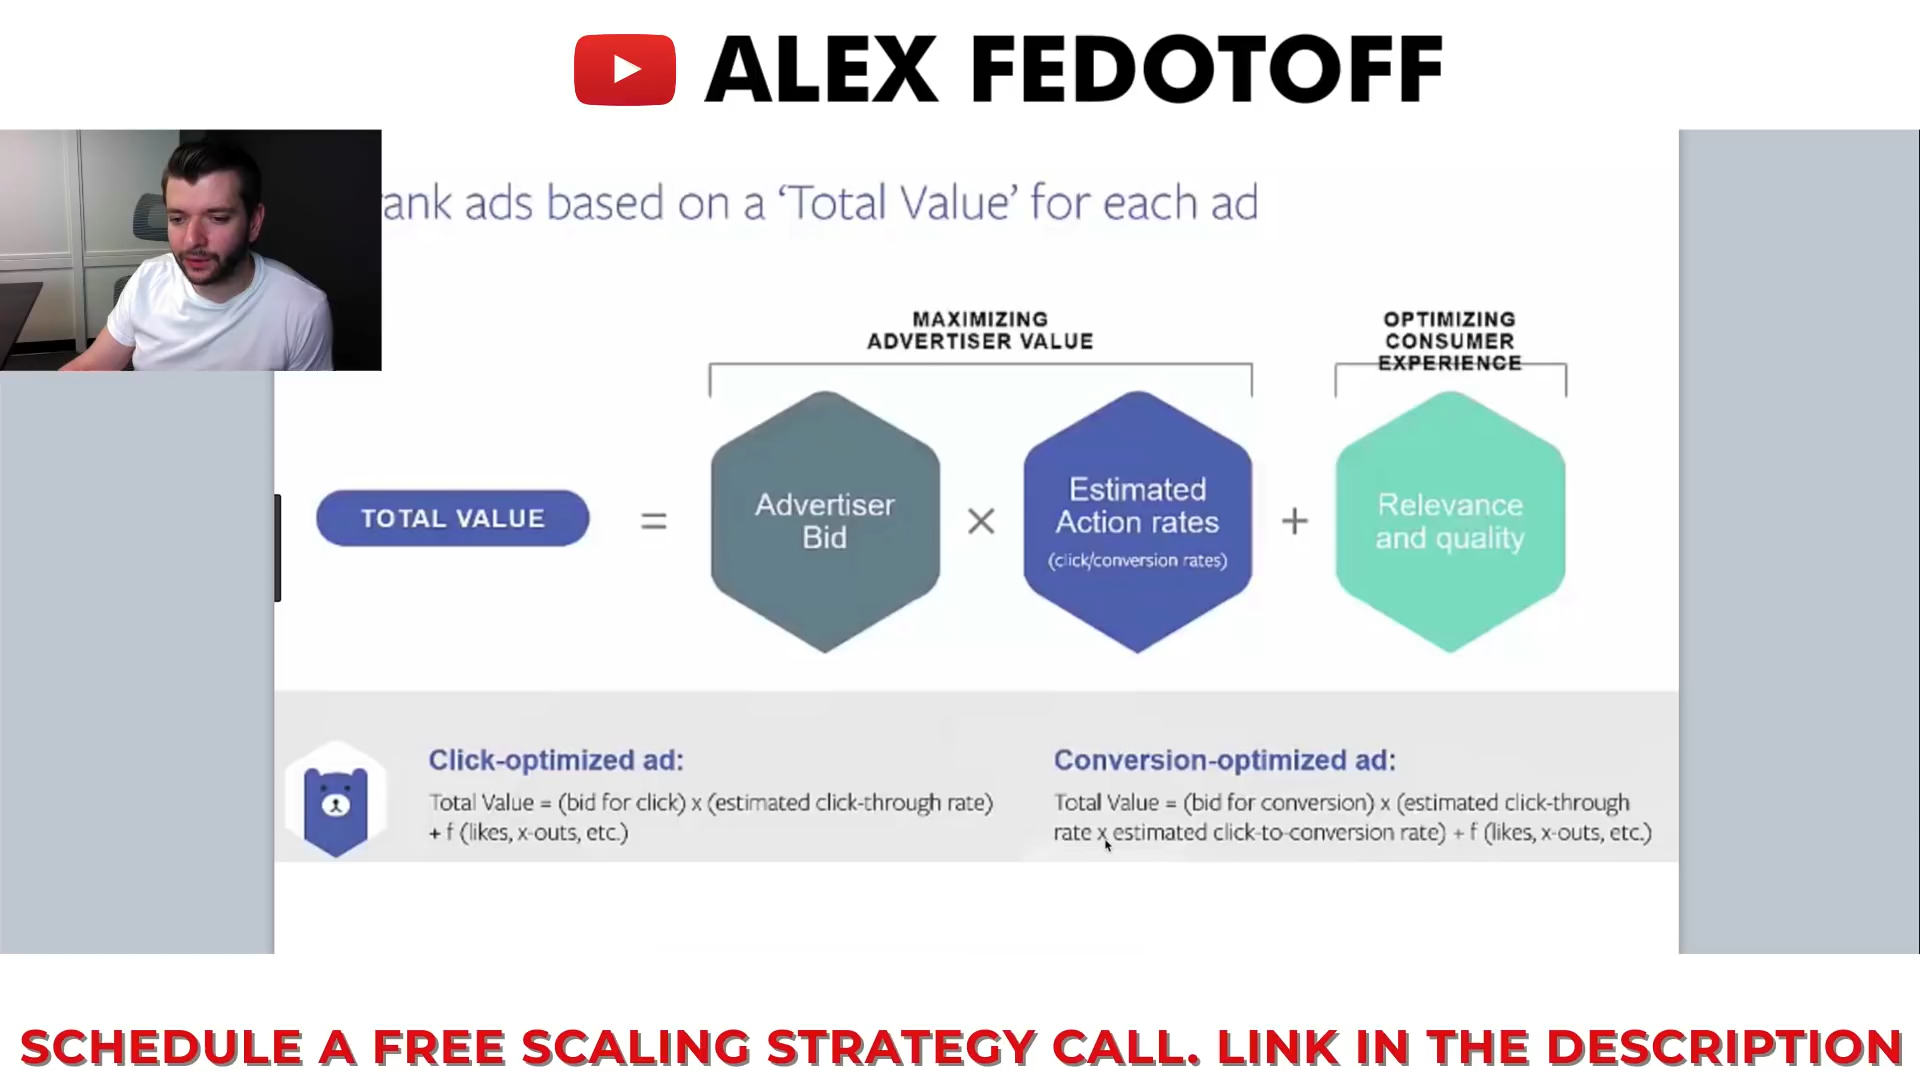 ALEX FEDOTOFF
ank ads based on a ‘Total Value’ for each ad
MAXIMIZING
ADVERTISER VALUE
OPTIMIZING
CONSUMER
EXPERIENCE
TOTAL VALUE
=
Advertiser
Bid
×
Estimated
Action rates
(click/conversion rates)
+
Relevance
and quality
Click-optimized ad:
Total Value = (bid for click) x (estimated click-through rate)
+ f (likes, x-outs, etc.)
Conversion-optimized ad:
Total Value = (bid for conversion) x (estimated click-through
rate x estimated click-to-conversion rate) + f (likes, x-outs, etc.)
SCHEDULE A FREE SCALING STRATEGY CALL. LINK IN THE DESCRIPTION